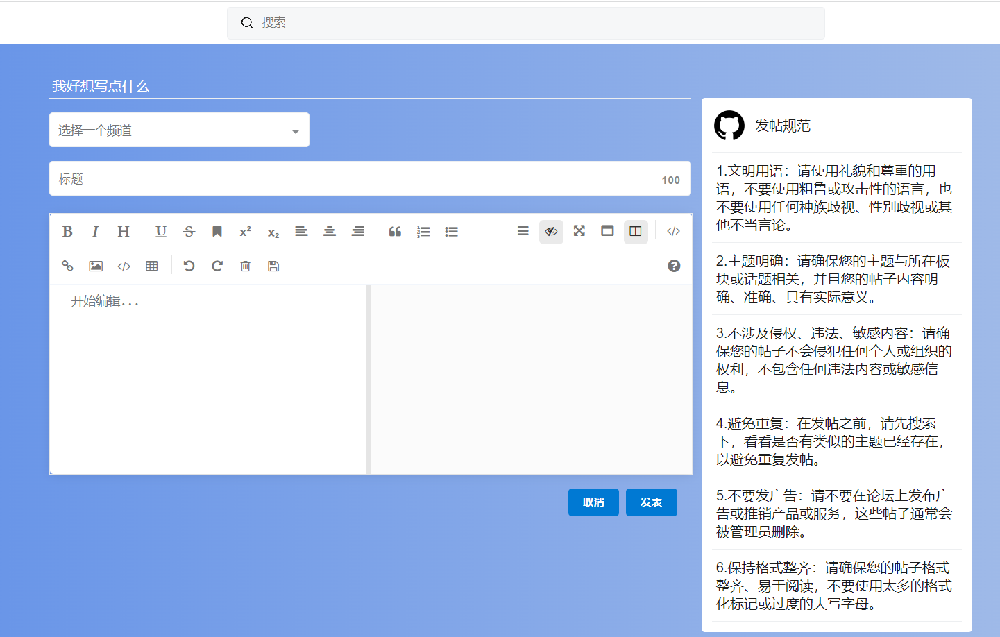 搜索
我好想写点什么
选择一个频道
标题
100
B I H U S x² x₂
开始编辑...
取消
发表
发帖规范
1.文明用语：请使用礼貌和尊重的用
语，不要使用粗鲁或攻击性的语言，也
不要使用任何种族歧视、性别歧视或其
他不当言论。
2.主题明确：请确保您的主题与所在板
块或话题相关，并且您的帖子内容明
确、准确、具有实际意义。
3.不涉及侵权、违法、敏感内容：请确
保您的帖子不会侵犯任何个人或组织的
权利，不包含任何违法内容或敏感信
息。
4.避免重复：在发帖之前，请先搜索一
下，看看是否有类似的主题已经存在，
以避免重复发帖。
5.不要发广告：请不要在论坛上发布广
告或推销产品或服务，这些帖子通常会
被管理员删除。
6.保持格式整齐：请确保您的帖子格式
整齐、易于阅读，不要使用太多的格式
化标记或过度的大写字母。